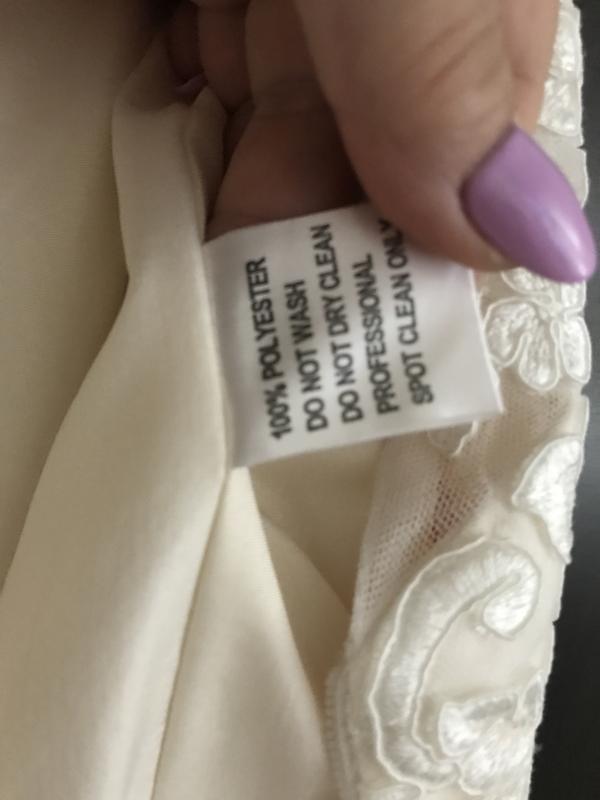 100% POLYESTER
DO NOT WASH
DO NOT DRY CLEAN
PROFESSIONAL
SPOT CLEAN ONLY